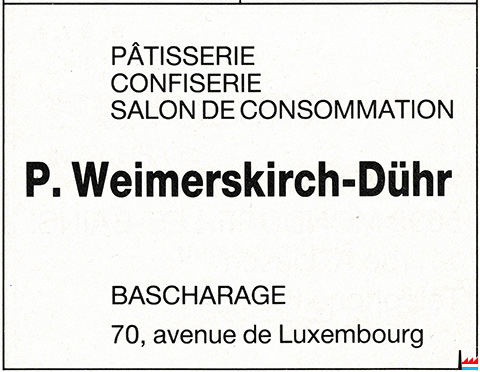 PÂTISSERIE
CONFISERIE
SALON DE CONSOMMATION
P. Weimerskirch-Dühr
BASCHARAGE
70, avenue de Luxembourg